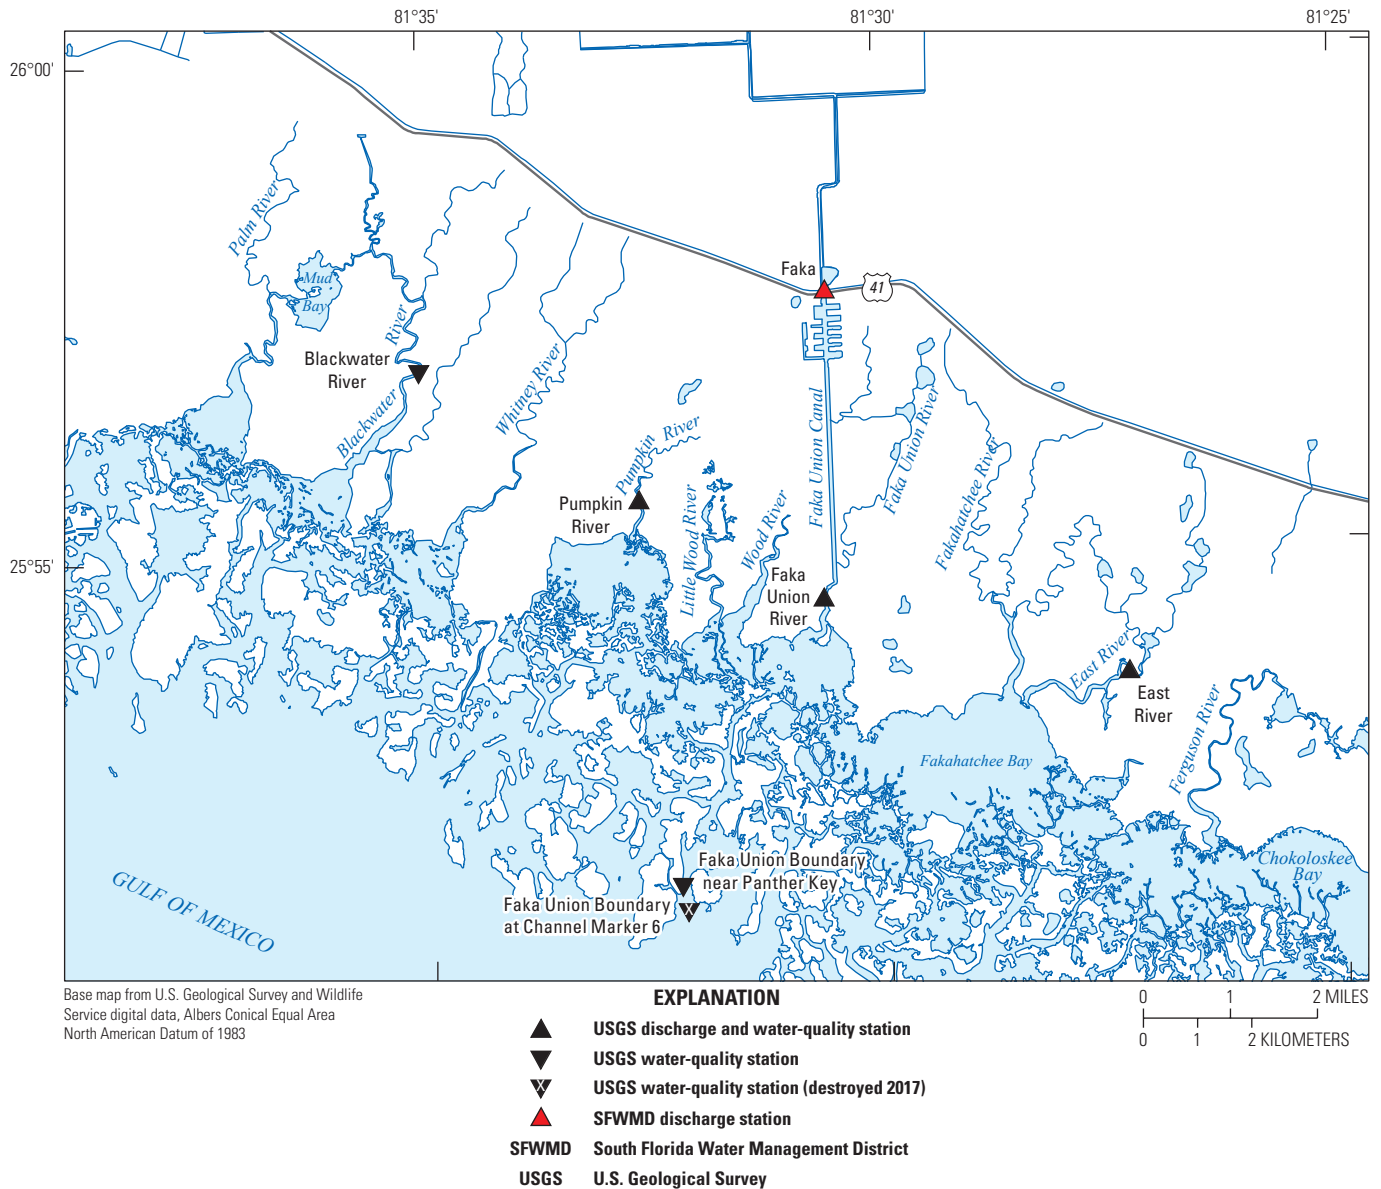 81°35'
81°30'
81°25'
26°00'
Palm River
Mud
Bay
River
Faka
41
Blackwater
River
Blackwater
Whitney River
Pumpkin River
Pumpkin
River
Little Wood River
Wood River
Faka Union Canal
Faka Union River
Fakahatchee River
25°55'
Faka
Union
River
East River
East
River
Ferguson River
Fakahatchee Bay
Chokoloskee
Bay
Faka Union Boundary
near Panther Key
Faka Union Boundary
at Channel Marker 6
GULF OF MEXICO
Base map from U.S. Geological Survey and Wildlife
Service digital data, Albers Conical Equal Area
North American Datum of 1983
EXPLANATION
USGS discharge and water-quality station
USGS water-quality station
X USGS water-quality station (destroyed 2017)
SFWMD discharge station
SFWMD South Florida Water Management District
USGS U.S. Geological Survey
0 1 2 MILES
0 1 2 KILOMETERS